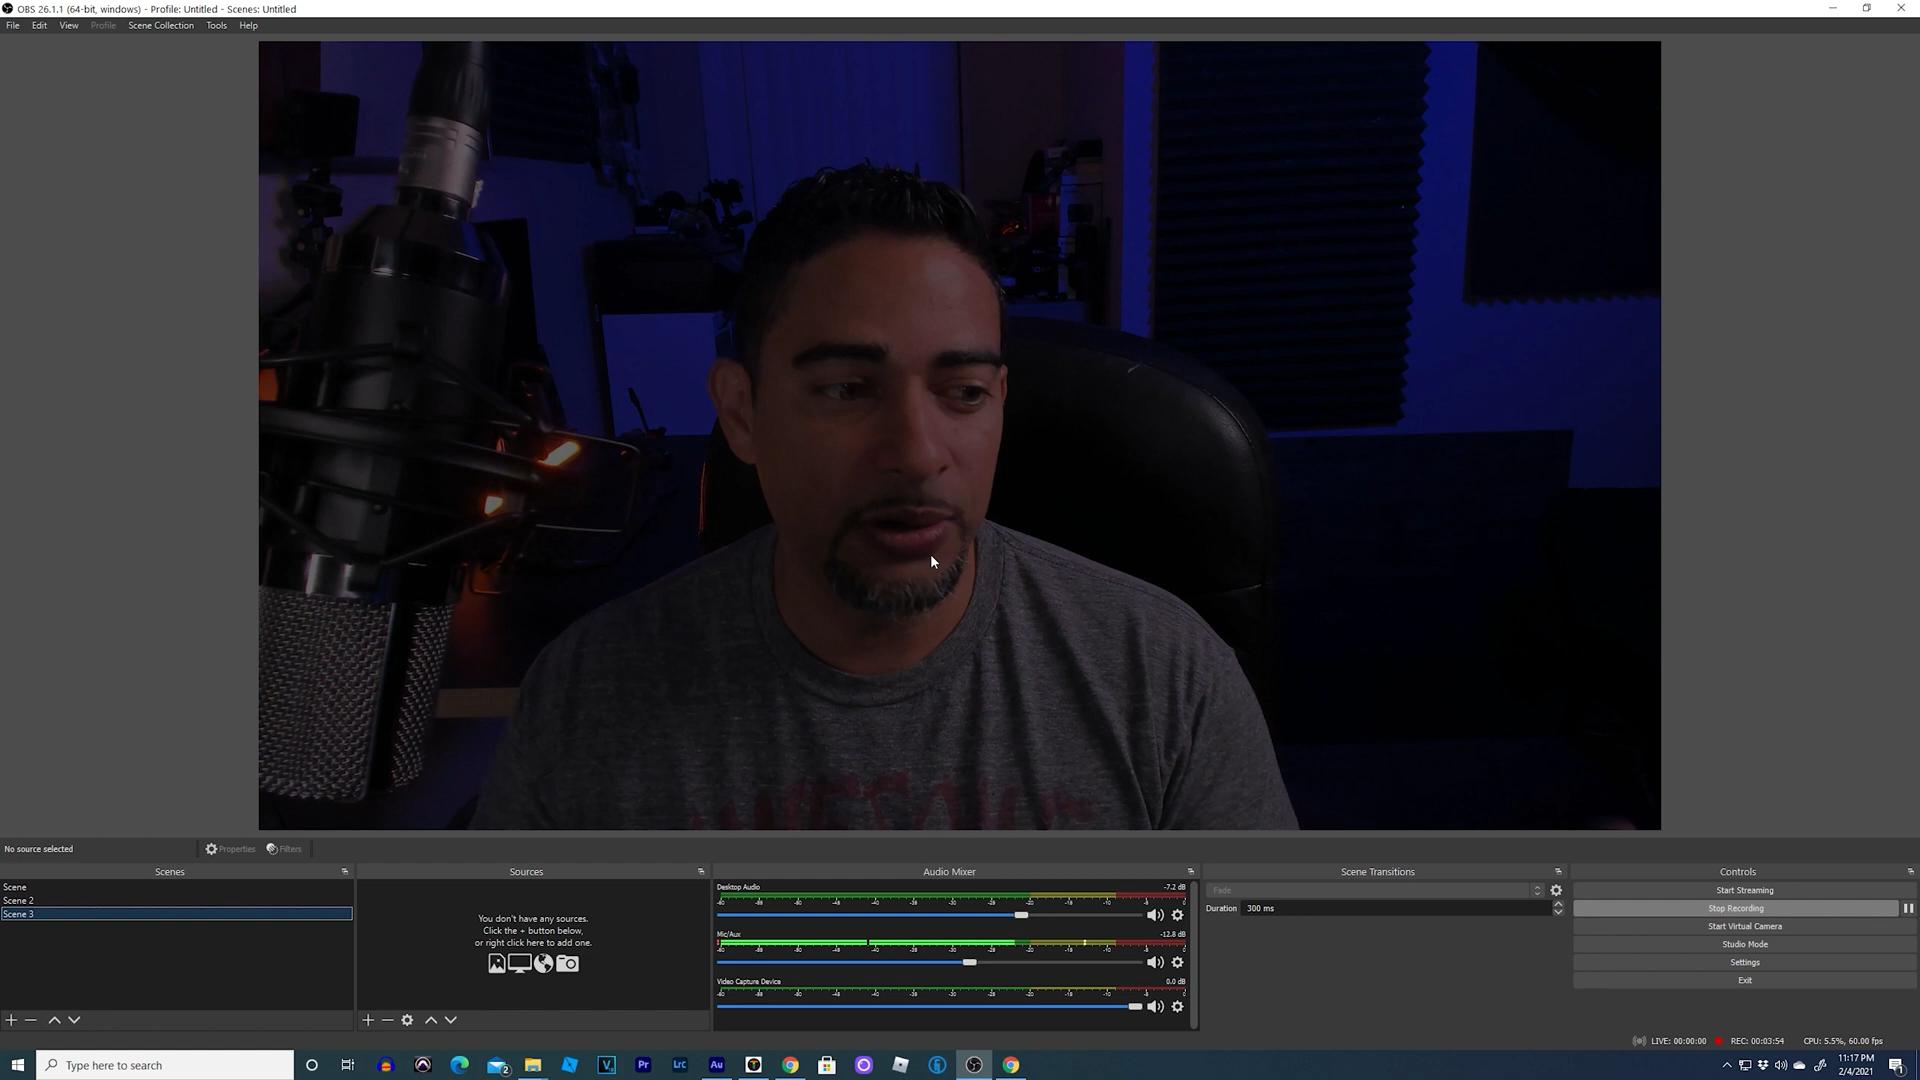 OBS 26.1.1 (64-bit, windows) - Profile: Untitled - Scenes: Untitled
File Edit View Profile Scene Collection Tools Help
No source selected
Properties
Filters
Scenes
Scene
Scene 2
Scene 3
Sources
You don't have any sources.
Click the + button below,
or right click here to add one.
Audio Mixer
Desktop Audio -7.2 dB
Mic/Aux -12.8 dB
Video Capture Device 0.0 dB
Scene Transitions
Fade
Duration 300 ms
Controls
Start Streaming
Stop Recording
Start Virtual Camera
Studio Mode
Settings
Exit
LIVE: 00:00:00 REC: 00:03:54 CPU: 5.5%, 60.00 fps
Type here to search
2
Pr
Lrc
Au
11:17 PM
2/4/2021
1